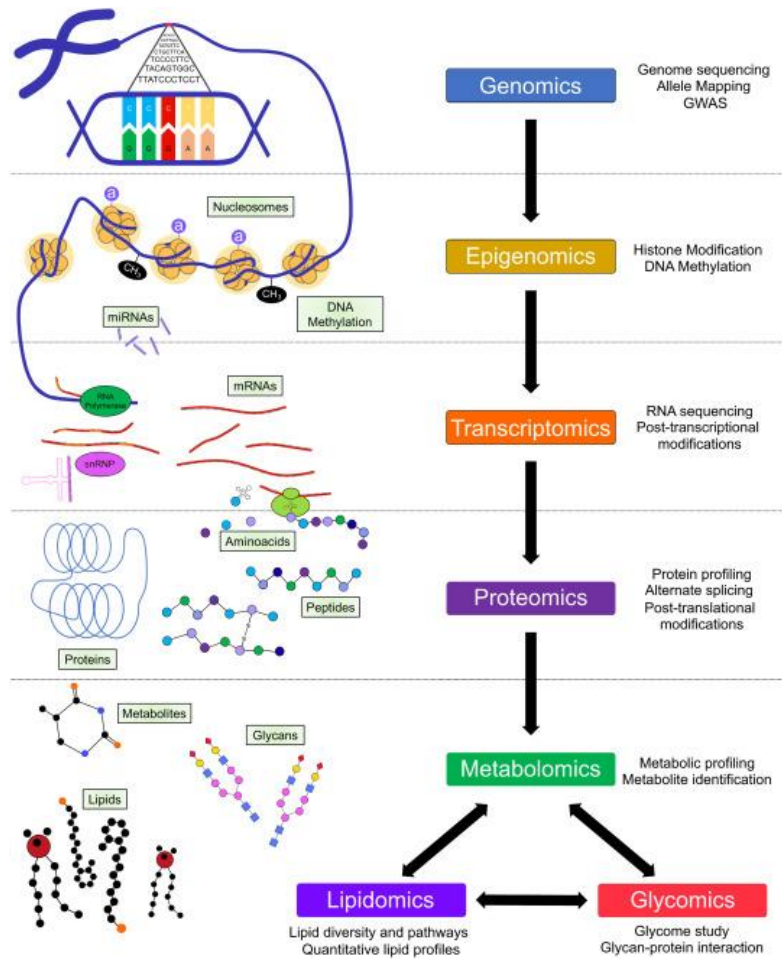 CTGCTTCA
TCCCCTTC
TACAGTGGC
TTATCCCTCCT
C C C
G G A A
Genomics
Genome sequencing
Allele Mapping
GWAS
a
Nucleosomes
a
a
CH3
CH3
miRNAs
DNA
Methylation
Epigenomics
Histone Modification
DNA Methylation
RNA
Polymerase
mRNAs
snRNP
Transcriptomics
RNA sequencing
Post-transcriptional
modifications
Aminoacids
Peptides
Proteins
Proteomics
Protein profiling
Alternate splicing
Post-translational
modifications
Metabolites
Glycans
Lipids
Metabolomics
Metabolic profiling
Metabolite identification
Lipidomics
Glycomics
Lipid diversity and pathways
Quantitative lipid profiles
Glycome study
Glycan-protein interaction